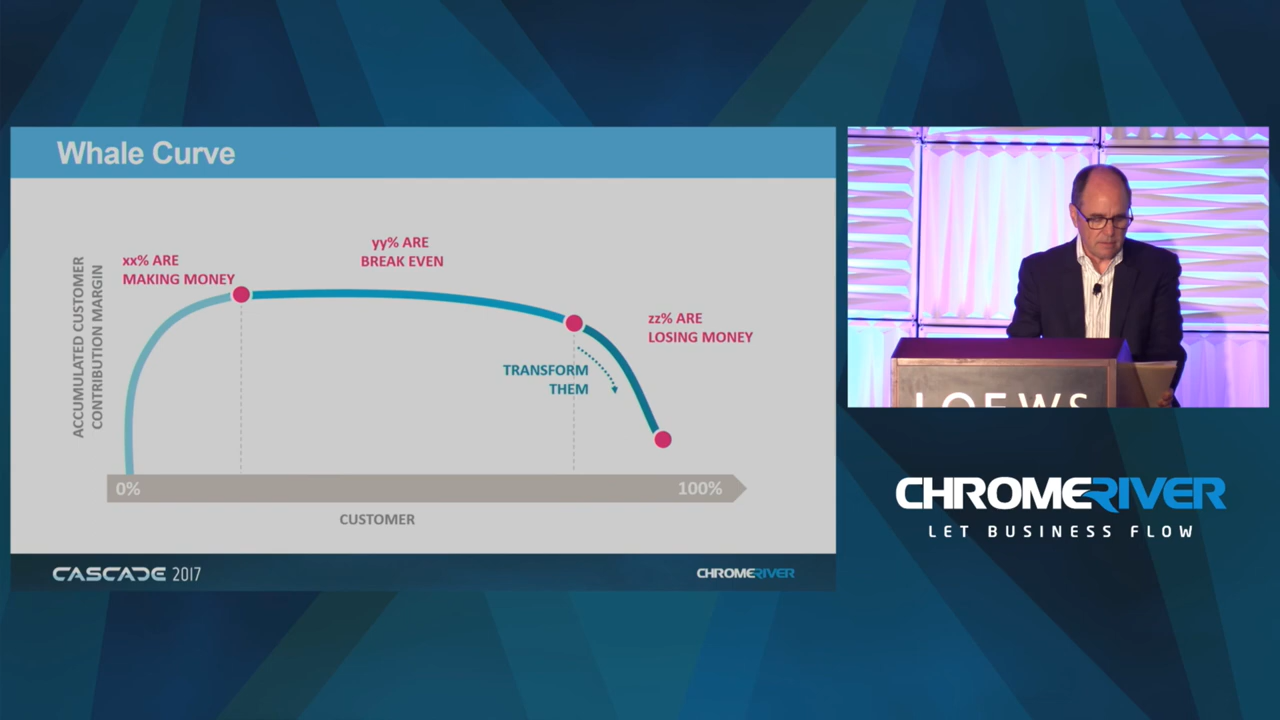 Whale Curve
xx% ARE
MAKING MONEY
yy% ARE
BREAK EVEN
zz% ARE
LOSING MONEY
TRANSFORM
THEM
ACCUMULATED CUSTOMER
CONTRIBUTION MARGIN
0%
100%
CUSTOMER
CASCADE 2017
CHROMERIVER
LOEWS
CHROMERIVER
LET BUSINESS FLOW